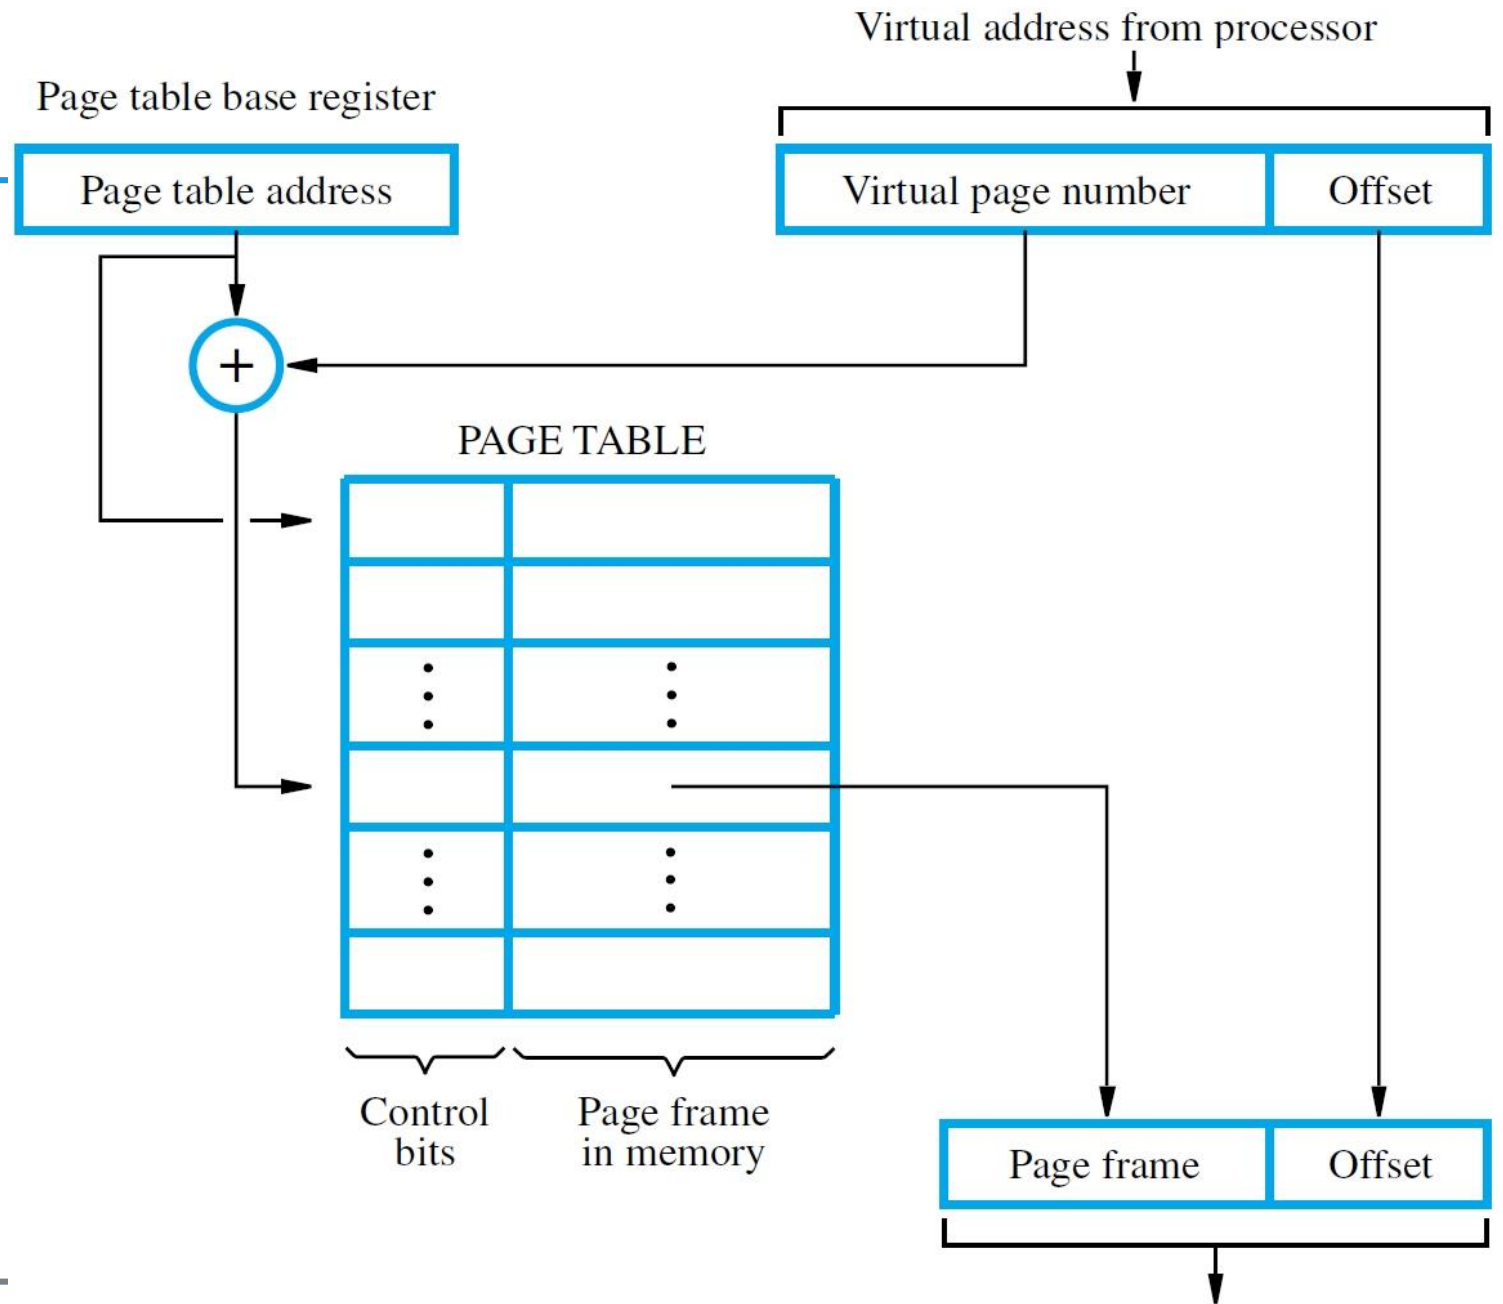 Virtual address from processor
Page table base register
Page table address
Virtual page number
Offset
+
PAGE TABLE
Control
bits
Page frame
in memory
Page frame
Offset